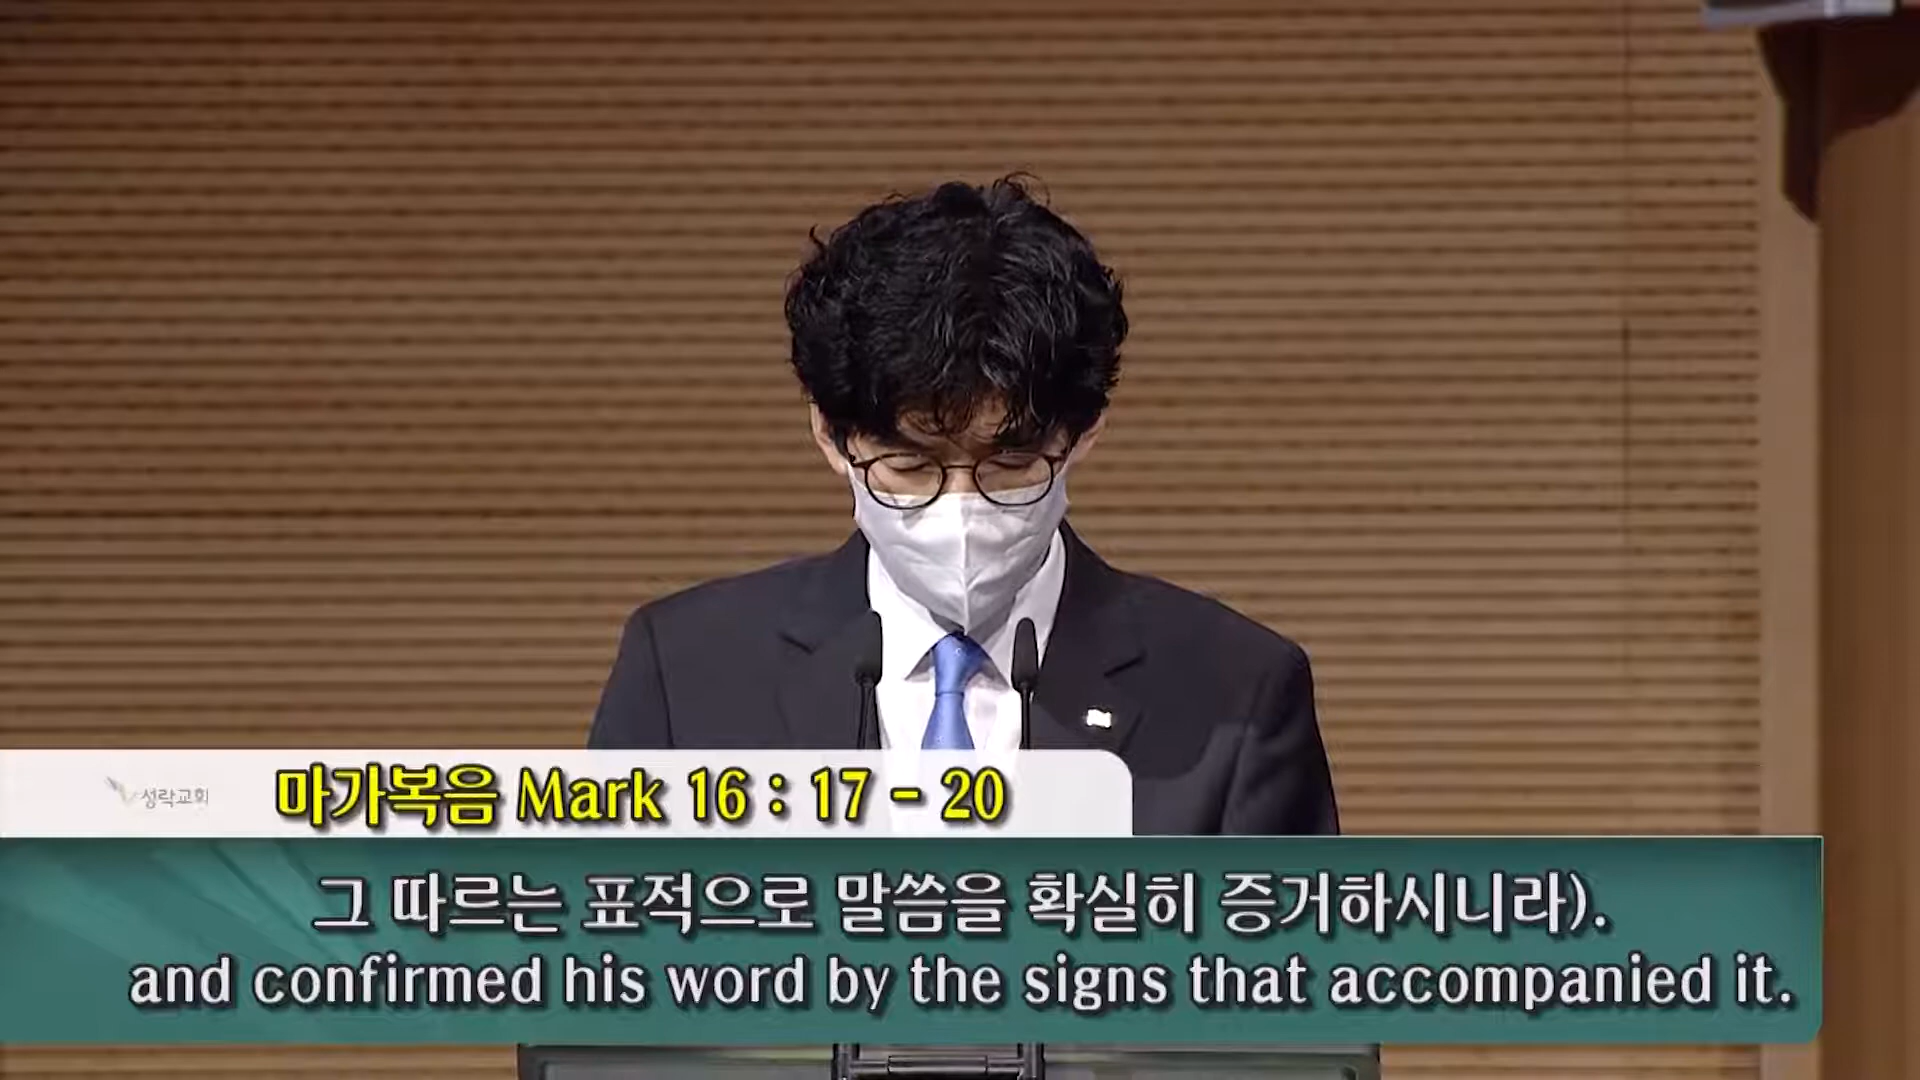 성락교회
마가복음 Mark 16 : 17 - 20
그 따르는 표적으로 말씀을 확실히 증거하시니라).
and confirmed his word by the signs that accompanied it.